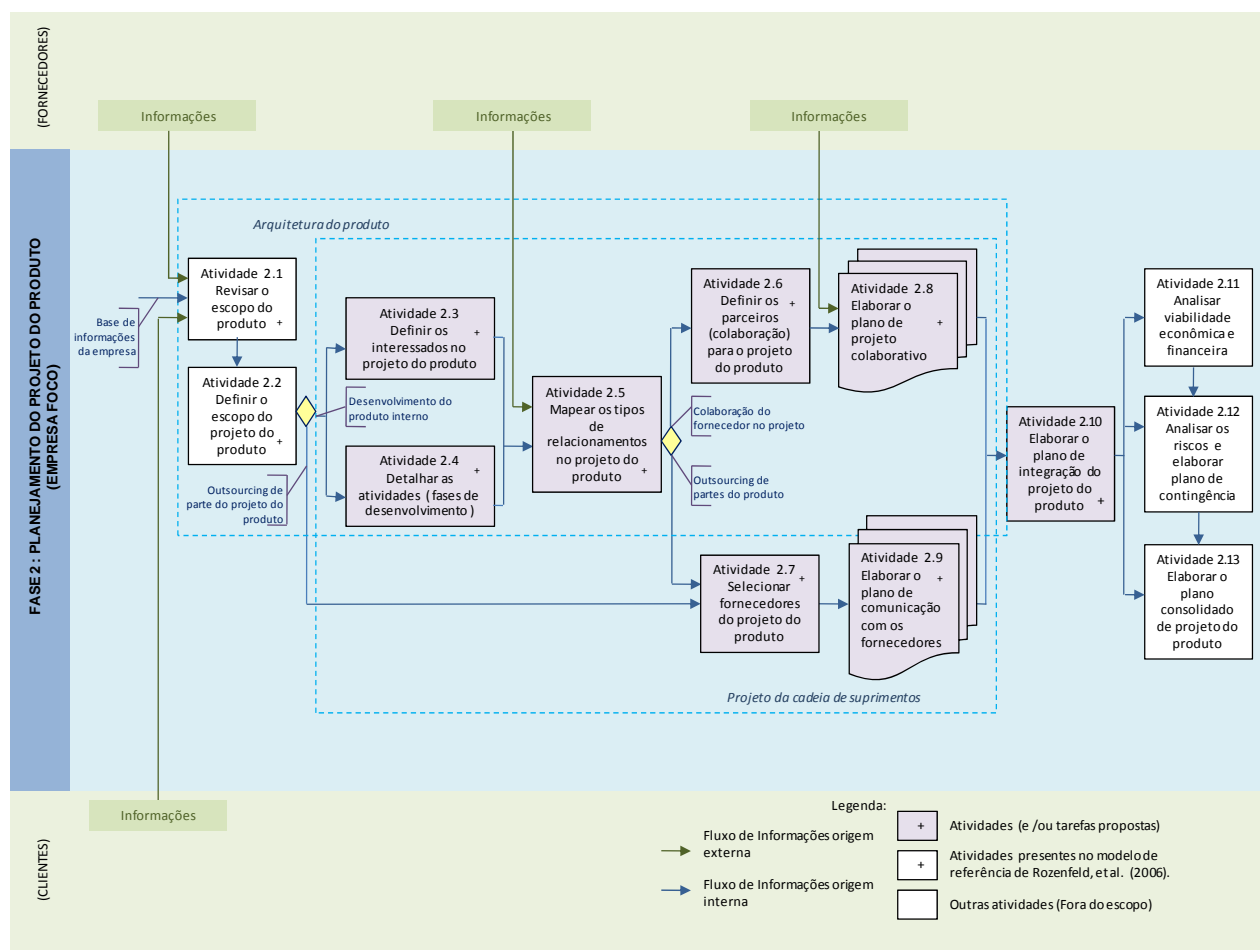 (FORNECEDORES)
Informações
Informações
Informações
FASE 2 : PLANEJAMENTO DO PROJETO DO PRODUTO
(EMPRESA FOCO)
Arquitetura do produto
Atividade 2.1
Revisar o
escopo do
produto +
Base de
informações
da empresa
Atividade 2.2
Definir o
escopo do
projeto do
produto +
Outsourcing de
parte do projeto do
produto
Atividade 2.3
Definir os +
interessados no
projeto do produto
Desenvolvimento do
produto interno
Atividade 2.4 +
Detalhar as
atividades ( fases de
desenvolvimento )
Atividade 2.5
Mapear os tipos
de
relacionamentos
no projeto do
produto +
Atividade 2.6
Definir os
parceiros +
(colaboração)
para o projeto
do produto
Colaboração do
fornecedor no projeto
Outsourcing de
partes do produto
Atividade 2.7
Selecionar +
fornecedores
do projeto do
produto
Atividade 2.8
Elaborar o
plano de +
projeto
colaborativo
Atividade 2.9
Elaborar o +
plano de
comunicação
com os
fornecedores
Projeto da cadeia de suprimentos
Atividade 2.10
Elaborar o
plano de
integração do
projeto do
produto +
Atividade 2.11
Analisar
viabilidade
econômica e
financeira
Atividade 2.12
Analisar os
riscos e
elaborar
plano de
contingência
Atividade 2.13
Elaborar o
plano
consolidado
de projeto do
produto
(CLIENTES)
Informações
Legenda:
Fluxo de Informações origem
externa
Fluxo de Informações origem
interna
+ Atividades (e /ou tarefas propostas)
+ Atividades presentes no modelo de
referência de Rozenfeld, et al. (2006).
Outras atividades (Fora do escopo)